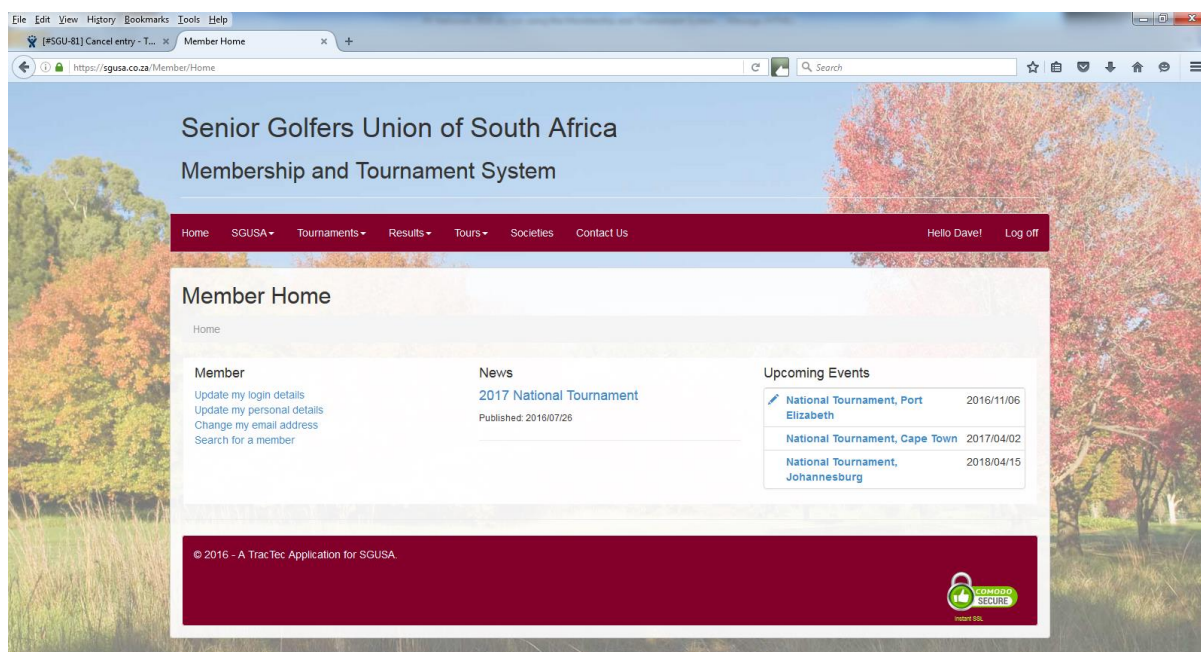 File Edit View History Bookmarks Tools Help
[#SGU-81] Cancel entry - T... × Member Home × +
https://sgusa.co.za/Member/Home Search
Senior Golfers Union of South Africa
Membership and Tournament System
Home SGUSA Tournaments Results Tours Societies Contact Us Hello Dave! Log off
Member Home
Home
Member
Update my login details
Update my personal details
Change my email address
Search for a member
News
2017 National Tournament
Published: 2016/07/26
Upcoming Events
National Tournament, Port 2016/11/06
Elizabeth
National Tournament, Cape Town 2017/04/02
National Tournament, 2018/04/15
Johannesburg
© 2016 - A TracTec Application for SGUSA.
COMODO
SECURE
Instant SSL